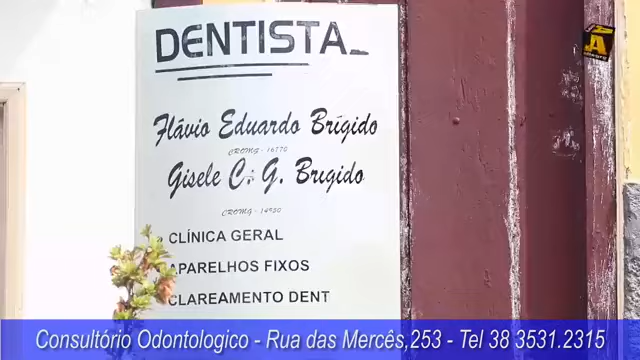 DENTISTA
Flávio Eduardo Brígido
CROMG - 16770
Gisele C. G. Brigido
CROMG - 14950
CLÍNICA GERAL
APARELHOS FIXOS
CLAREAMENTO DENT
Consultório Odontologico - Rua das Mercês,253 - Tel 38 3531.2315